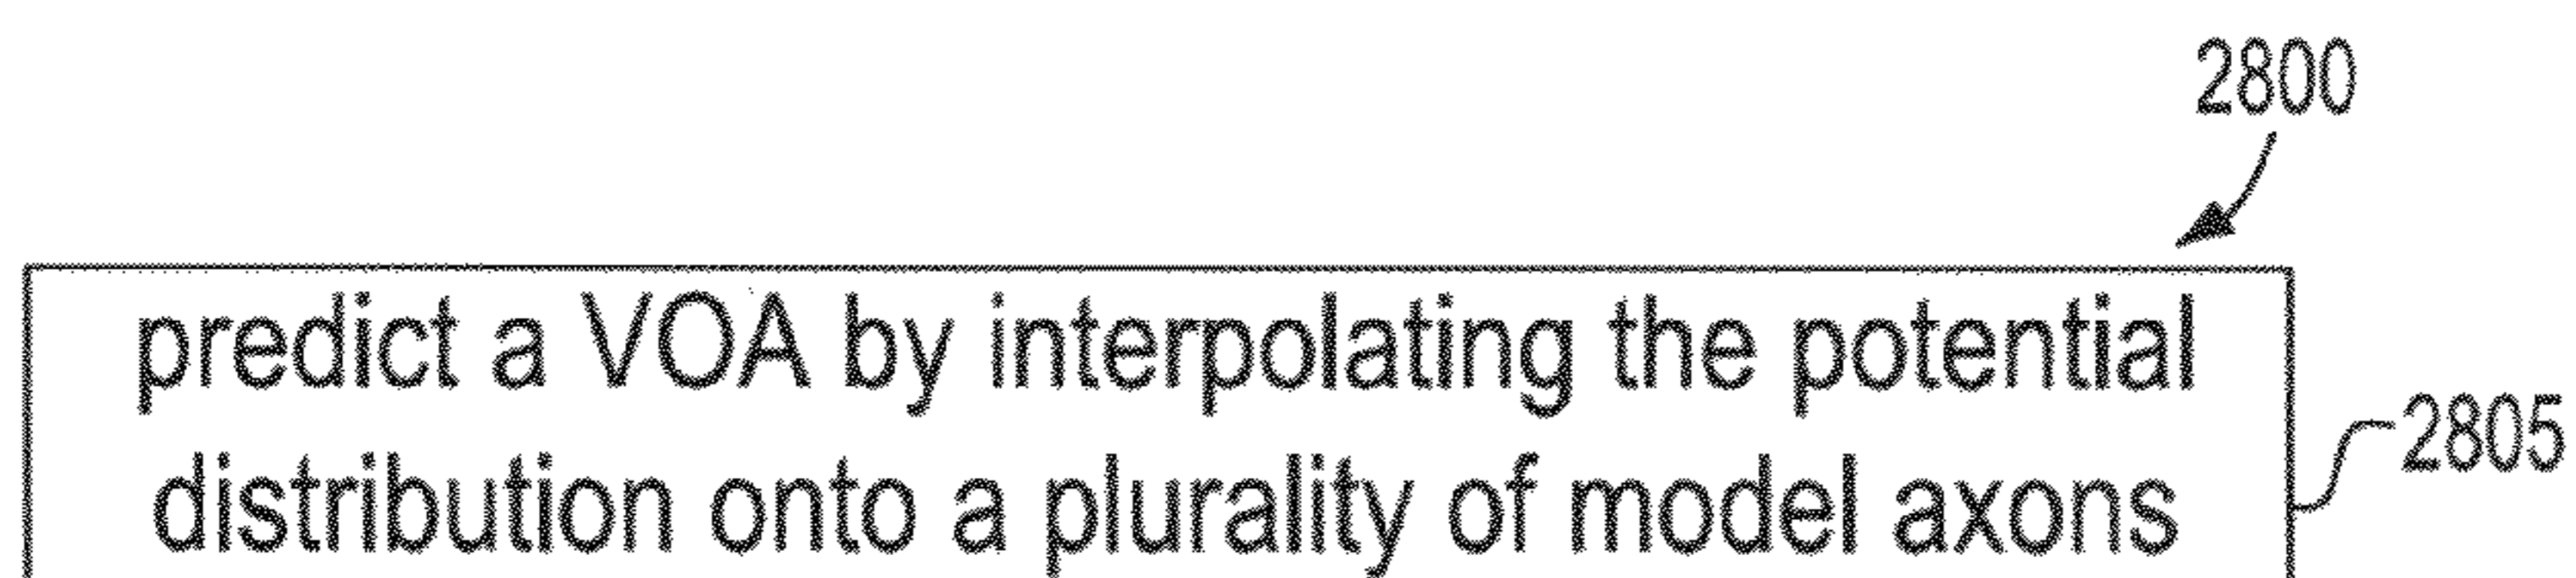 2800
predict a VOA by interpolating the potential
distribution onto a plurality of model axons
2805